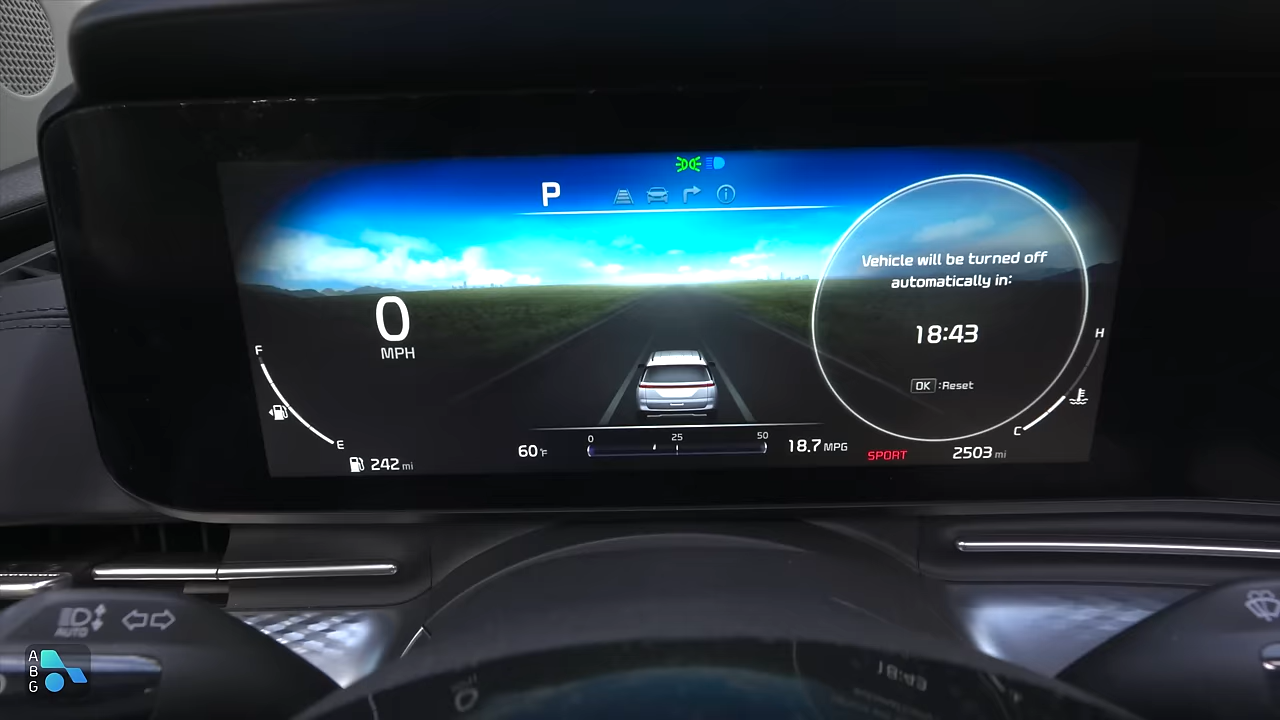 P
Vehicle will be turned off
automatically in:
18:43
OK :Reset
0
MPH
F
E
242 mi
60°F
0 25 50
18.7 MPG
SPORT
2503 mi
H
C
AUTO
A
B
G